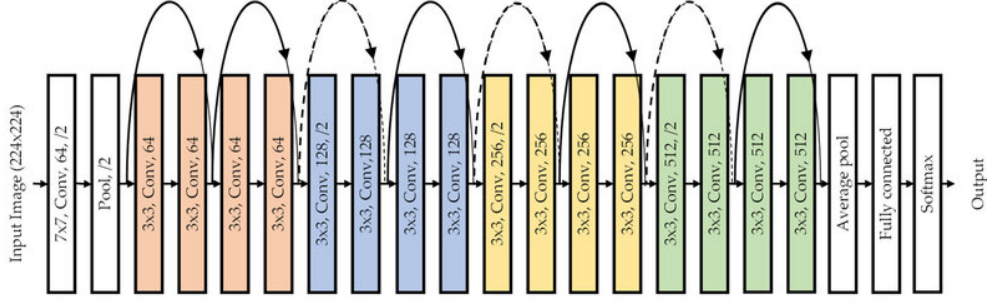 Input Image (224x224)
7x7, Conv, 64, /2
Pool, /2
3x3, Conv, 64
3x3, Conv, 64
3x3, Conv, 64
3x3, Conv, 64
3x3, Conv, 128, /2
3x3, Conv,128
3x3, Conv, 128
3x3, Conv, 128
3x3, Conv, 256, /2
3x3, Conv, 256
3x3, Conv, 256
3x3, Conv, 256
3x3, Conv, 512, /2
3x3, Conv, 512
3x3, Conv, 512
3x3, Conv, 512
Average pool
Fully connected
Softmax
Output